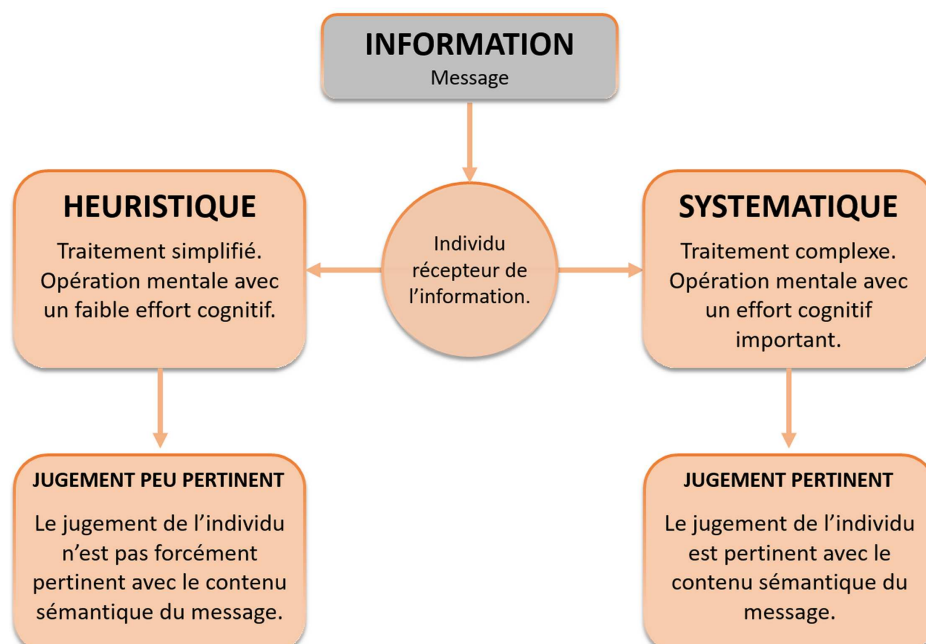 INFORMATION
Message
HEURISTIQUE
Traitement simplifié.
Opération mentale avec
un faible effort cognitif.
Individu
récepteur de
l’information.
SYSTEMATIQUE
Traitement complexe.
Opération mentale avec
un effort cognitif
important.
JUGEMENT PEU PERTINENT
Le jugement de l’individu
n’est pas forcément
pertinent avec le contenu
sémantique du message.
JUGEMENT PERTINENT
Le jugement de l’individu
est pertinent avec le
contenu sémantique du
message.